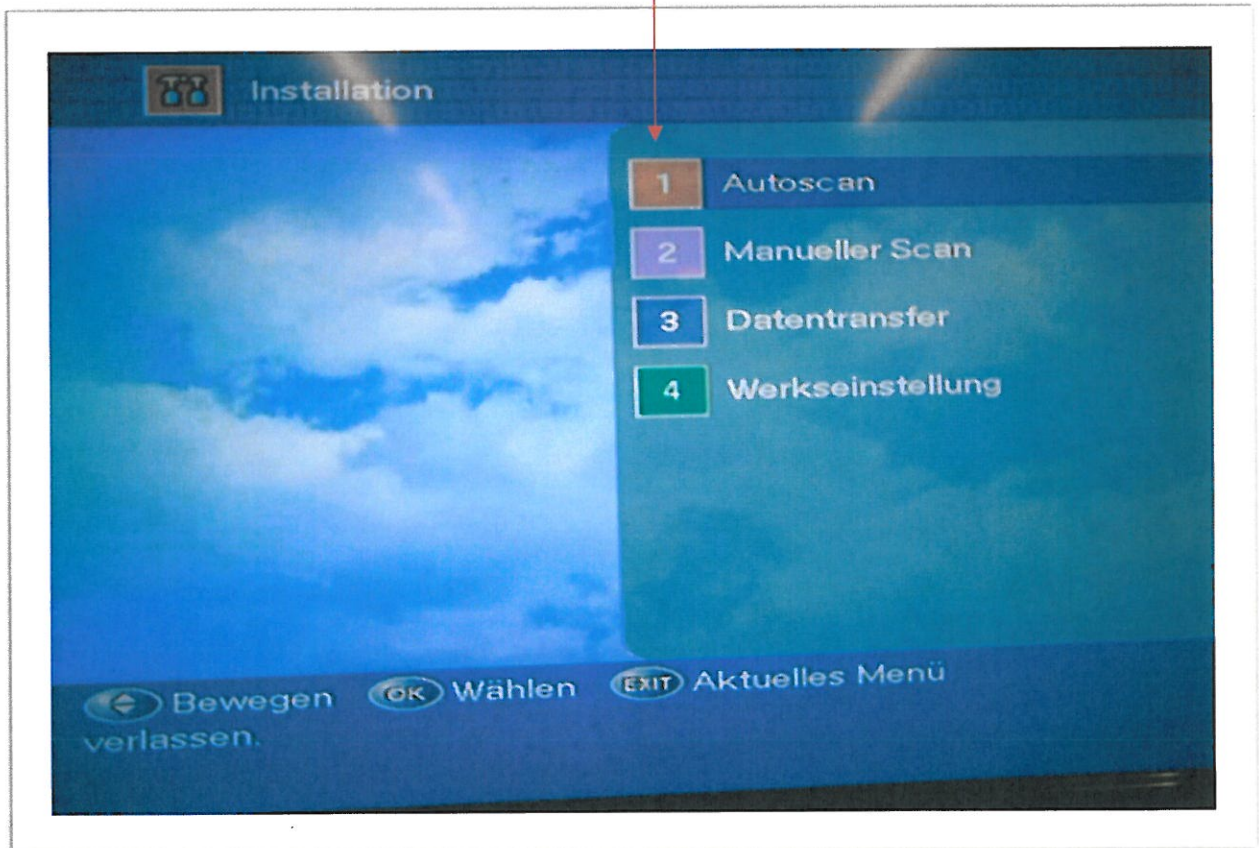 Installation
1 Autoscan
2 Manueller Scan
3 Datentransfer
4 Werkseinstellung
Bewegen OK Wählen EXIT Aktuelles Menü
verlassen.